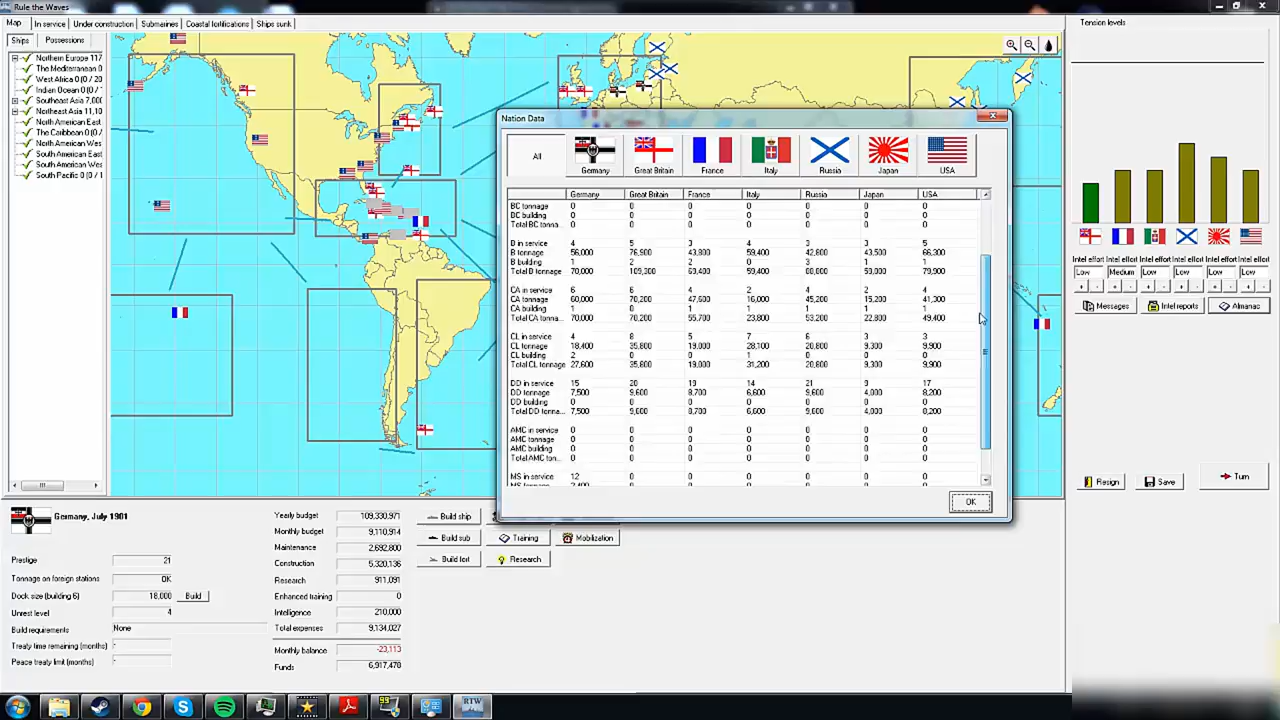 Rule the Waves
Map In service Under construction Submarines Coastal fortifications Ships sunk
Ships Possessions
Northern Europe 117
The Mediterranean 0
West Africa 0 (0 / 20
Indian Ocean 0 (0
Southeast Asia 7,000
Northeast Asia 11,10
North American East
The Caribbean 0 (0
North American Wes
South American East
South American Wes
South Pacific 0 (0 / 1
Nation Data
All Germany Great Britain France Italy Russia Japan USA
Germany Great Britain France Italy Russia Japan USA
BC tonnage 0 0 0 0 0 0 0
BC building 0 0 0 0 0 0 0
Total BC tonna... 0 0 0 0 0 0 0
B in service 4 5 3 4 3 3 5
B tonnage 56,000 76,900 43,800 59,400 42,800 43,500 66,300
B building 1 2 0 3 1 1
Total B tonnage 70,000 109,300 59,400 59,000 79,900
CA in service 6 6 4 2 4 2 4
CA tonnage 60,000 70,200 47,600 16,000 45,200 15,200 41,300
CA building 1 0 1 1 1 1 1
Total CA tonna... 70,000 70,200 55,700 23,800 53,200 22,800 49,400
CL in service 4 8 5 7 6 3 3
CL tonnage 18,400 35,800 19,000 28,100 20,800 9,300 9,900
CL building 2 0 0 1 0 0 0
Total CL tonnage 27,600 35,800 19,000 31,200 20,800 9,300 9,900
DD in service 15 20 19 14 21 9 17
DD tonnage 7,500 9,600 8,700 6,600 9,600 4,000 8,200
DD building 0 0 0 0 0 0 0
Total DD tonna... 7,500 9,600 8,700 6,600 9,600 4,000 8,200
AMC in service 0 0 0 0 0 0 0
AMC tonnage 0 0 0 0 0 0 0
AMC building 0 0 0 0 0 0 0
Total AMC ton... 0 0 0 0 0 0 0
MS in service 12 0 0 0 0 0 0
OK
Tension levels
Intel effort Intel effort Intel effort Intel effort Intel effort Intel effort
Low Medium Low Low Low Low
+ - + - + - + - + - + -
Messages Intel reports Almanac
Resign Save Turn
Germany, July 1901
Prestige 21
Tonnage on foreign stations OK
Dock size (building 6) 18,000 Build
Unrest level 4
Build requirements None
Treaty time remaining (months) -
Peace treaty limit (months) -
Yearly budget 109,330,971
Monthly budget 9,110,914
Maintenance 2,692,800
Construction 5,320,136
Research 911,091
Enhanced training 0
Intelligence 210,000
Total expenses 9,134,027
Monthly balance -23,113
Funds 6,917,478
Build ship
Build sub Training Mobilization
Build fort Research
99
RTW